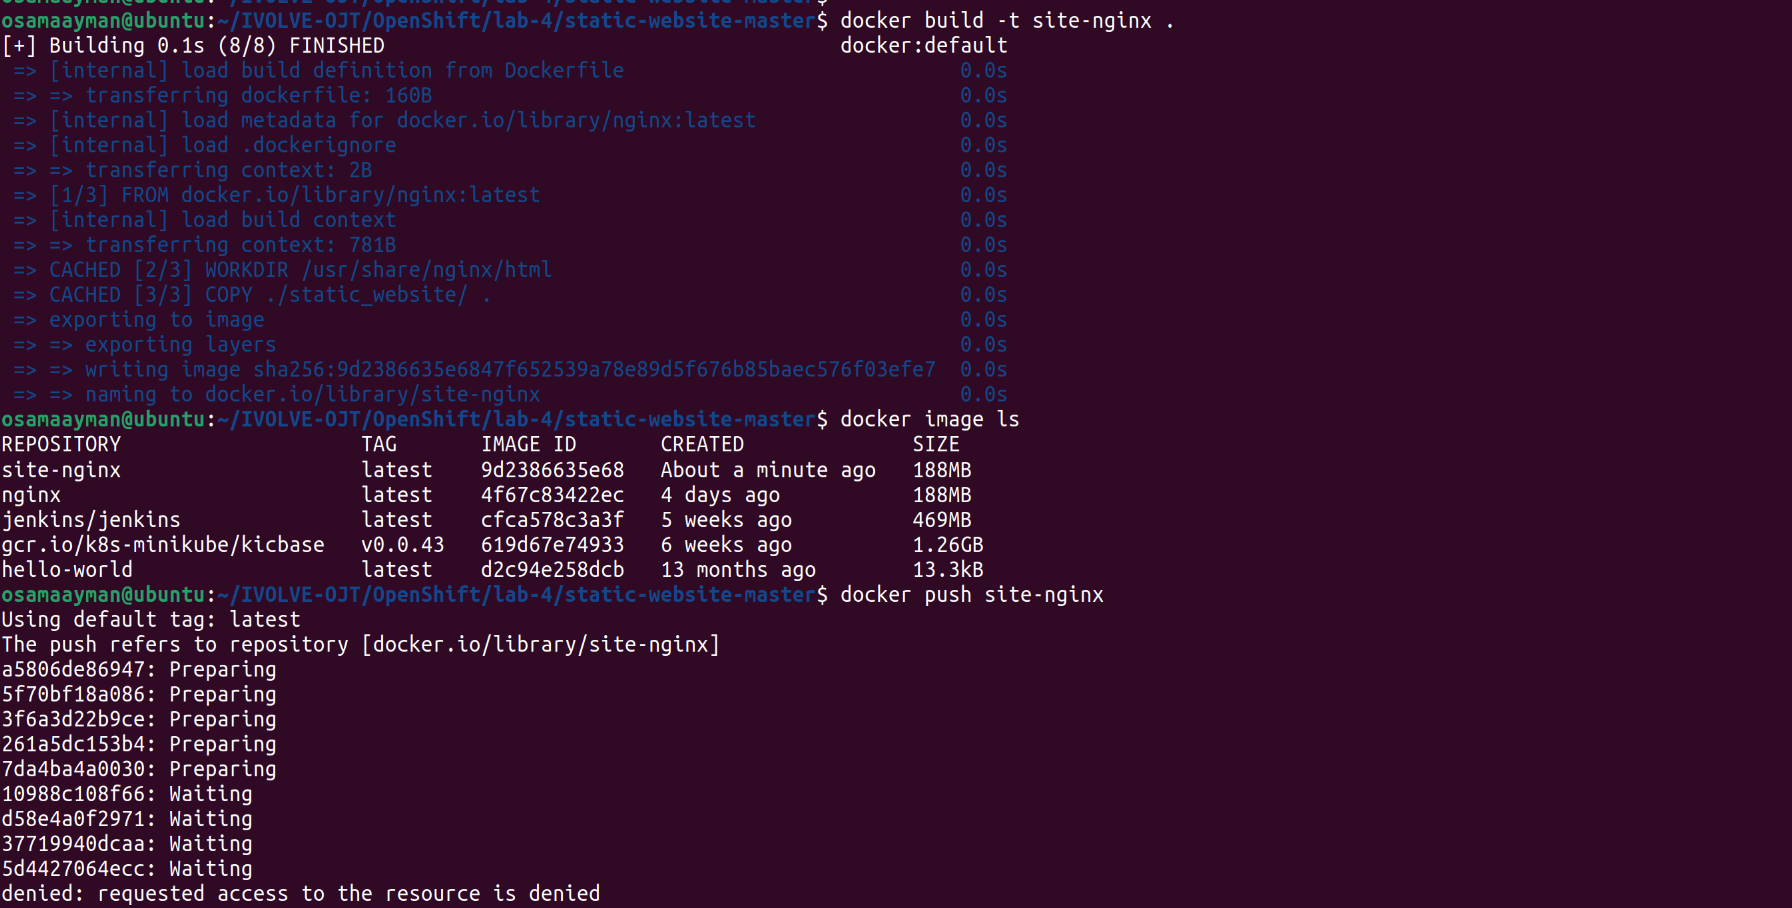 osamaayman@ubuntu:~/IVOLVE-OJT/OpenShift/lab-4/static-website-master$
osamaayman@ubuntu:~/IVOLVE-OJT/OpenShift/lab-4/static-website-master$ docker build -t site-nginx .
[+] Building 0.1s (8/8) FINISHED docker:default
=> [internal] load build definition from Dockerfile 0.0s
=> => transferring dockerfile: 160B 0.0s
=> [internal] load metadata for docker.io/library/nginx:latest 0.0s
=> [internal] load .dockerignore 0.0s
=> => transferring context: 2B 0.0s
=> [1/3] FROM docker.io/library/nginx:latest 0.0s
=> [internal] load build context 0.0s
=> => transferring context: 781B 0.0s
=> CACHED [2/3] WORKDIR /usr/share/nginx/html 0.0s
=> CACHED [3/3] COPY ./static_website/ . 0.0s
=> exporting to image 0.0s
=> => exporting layers 0.0s
=> => writing image sha256:9d2386635e6847f652539a78e89d5f676b85baec576f03efe7 0.0s
=> => naming to docker.io/library/site-nginx 0.0s
osamaayman@ubuntu:~/IVOLVE-OJT/OpenShift/lab-4/static-website-master$ docker image ls
REPOSITORY TAG IMAGE ID CREATED SIZE
site-nginx latest 9d2386635e68 About a minute ago 188MB
nginx latest 4f67c83422ec 4 days ago 188MB
jenkins/jenkins latest cfca578c3a3f 5 weeks ago 469MB
gcr.io/k8s-minikube/kicbase v0.0.43 619d67e74933 6 weeks ago 1.26GB
hello-world latest d2c94e258dcb 13 months ago 13.3kB
osamaayman@ubuntu:~/IVOLVE-OJT/OpenShift/lab-4/static-website-master$ docker push site-nginx
Using default tag: latest
The push refers to repository [docker.io/library/site-nginx]
a5806de86947: Preparing
5f70bf18a086: Preparing
3f6a3d22b9ce: Preparing
261a5dc153b4: Preparing
7da4ba4a0030: Preparing
10988c108f66: Waiting
d58e4a0f2971: Waiting
37719940dcaa: Waiting
5d4427064ecc: Waiting
denied: requested access to the resource is denied